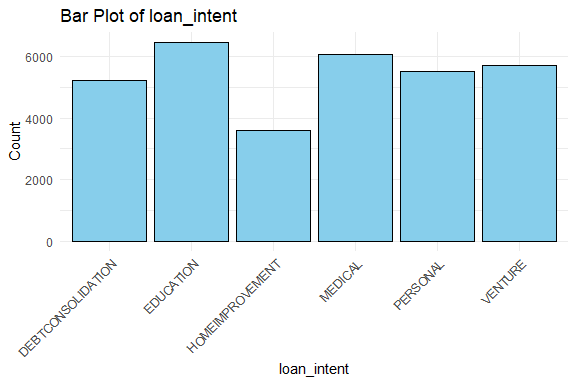 Bar Plot of loan_intent
Count
6000
4000
2000
0
DEBTCONSOLIDATION
EDUCATION
HOMEIMPROVEMENT
MEDICAL
PERSONAL
VENTURE
loan_intent